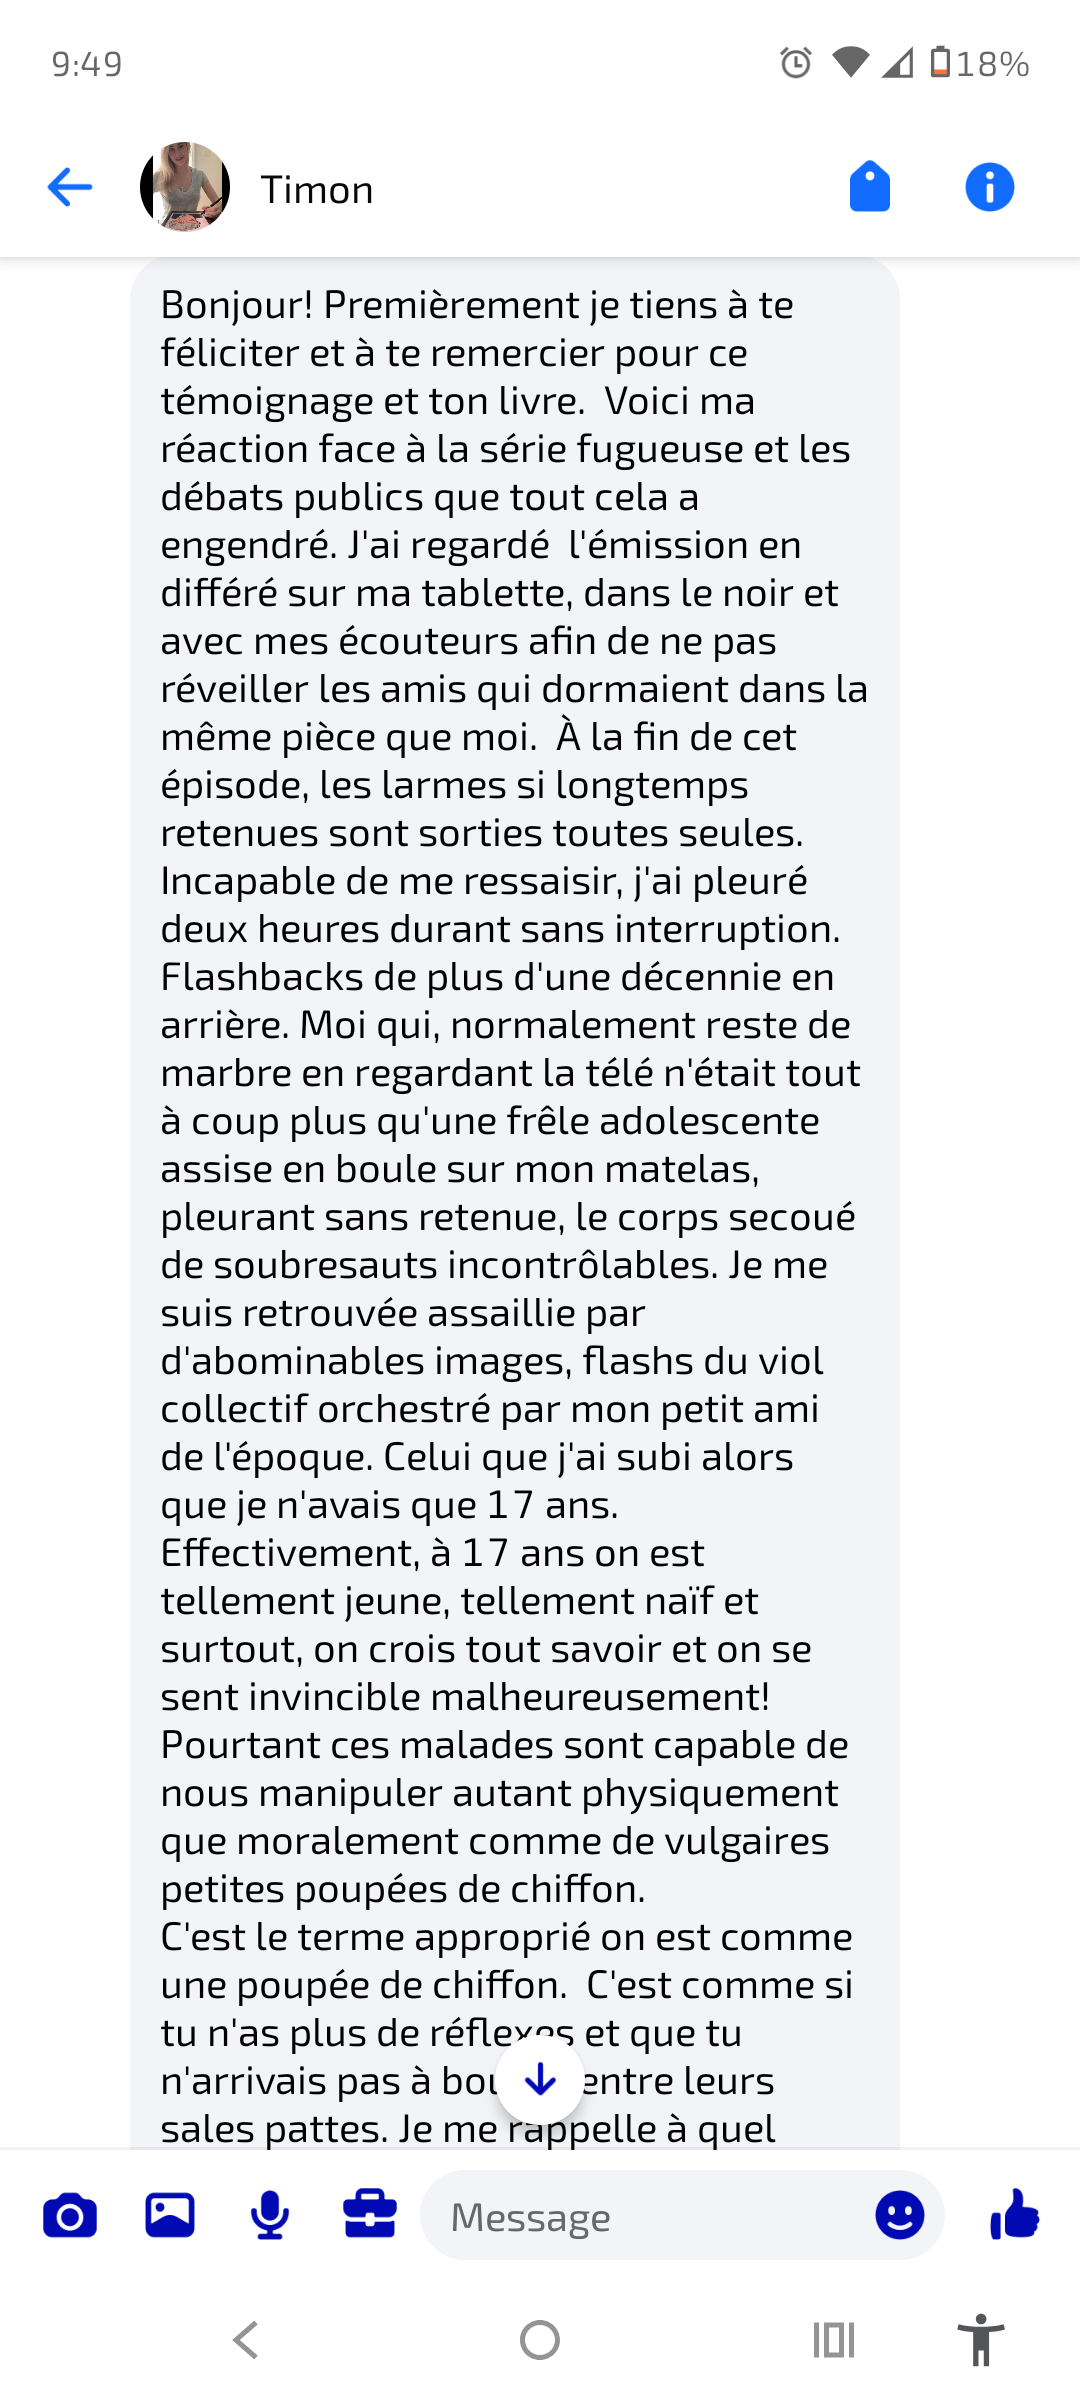 9:49
18%
Timon
Bonjour! Premièrement je tiens à te
féliciter et à te remercier pour ce
témoignage et ton livre.  Voici ma
réaction face à la série fugueuse et les
débats publics que tout cela a
engendré. J'ai regardé  l'émission en
différé sur ma tablette, dans le noir et
avec mes écouteurs afin de ne pas
réveiller les amis qui dormaient dans la
même pièce que moi.  À la fin de cet
épisode, les larmes si longtemps
retenues sont sorties toutes seules.
Incapable de me ressaisir, j'ai pleuré
deux heures durant sans interruption.
Flashbacks de plus d'une décennie en
arrière. Moi qui, normalement reste de
marbre en regardant la télé n'était tout
à coup plus qu'une frêle adolescente
assise en boule sur mon matelas,
pleurant sans retenue, le corps secoué
de soubresauts incontrôlables. Je me
suis retrouvée assaillie par
d'abominables images, flashs du viol
collectif orchestré par mon petit ami
de l'époque. Celui que j'ai subi alors
que je n'avais que 17 ans.
Effectivement, à 17 ans on est
tellement jeune, tellement naïf et
surtout, on crois tout savoir et on se
sent invincible malheureusement!
Pourtant ces malades sont capable de
nous manipuler autant physiquement
que moralement comme de vulgaires
petites poupées de chiffon.
C'est le terme approprié on est comme
une poupée de chiffon.  C'est comme si
tu n'as plus de réflexes et que tu
n'arrivais pas à entre leurs
sales pattes. Je me rappelle à quel
Message